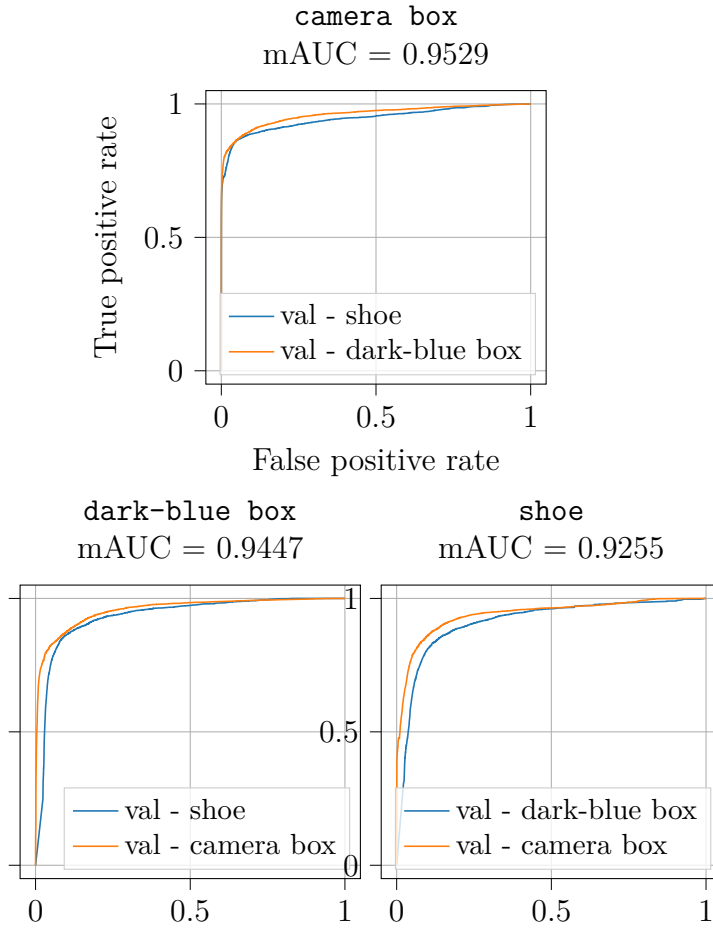 camera box
mAUC = 0.9529
1
0.5
0
True positive rate
val - shoe
val - dark-blue box
0 0.5 1
False positive rate
dark-blue box
mAUC = 0.9447
val - shoe
val - camera box
0 0.5 1
shoe
mAUC = 0.9255
1
0.5
0
val - dark-blue box
val - camera box
0 0.5 1